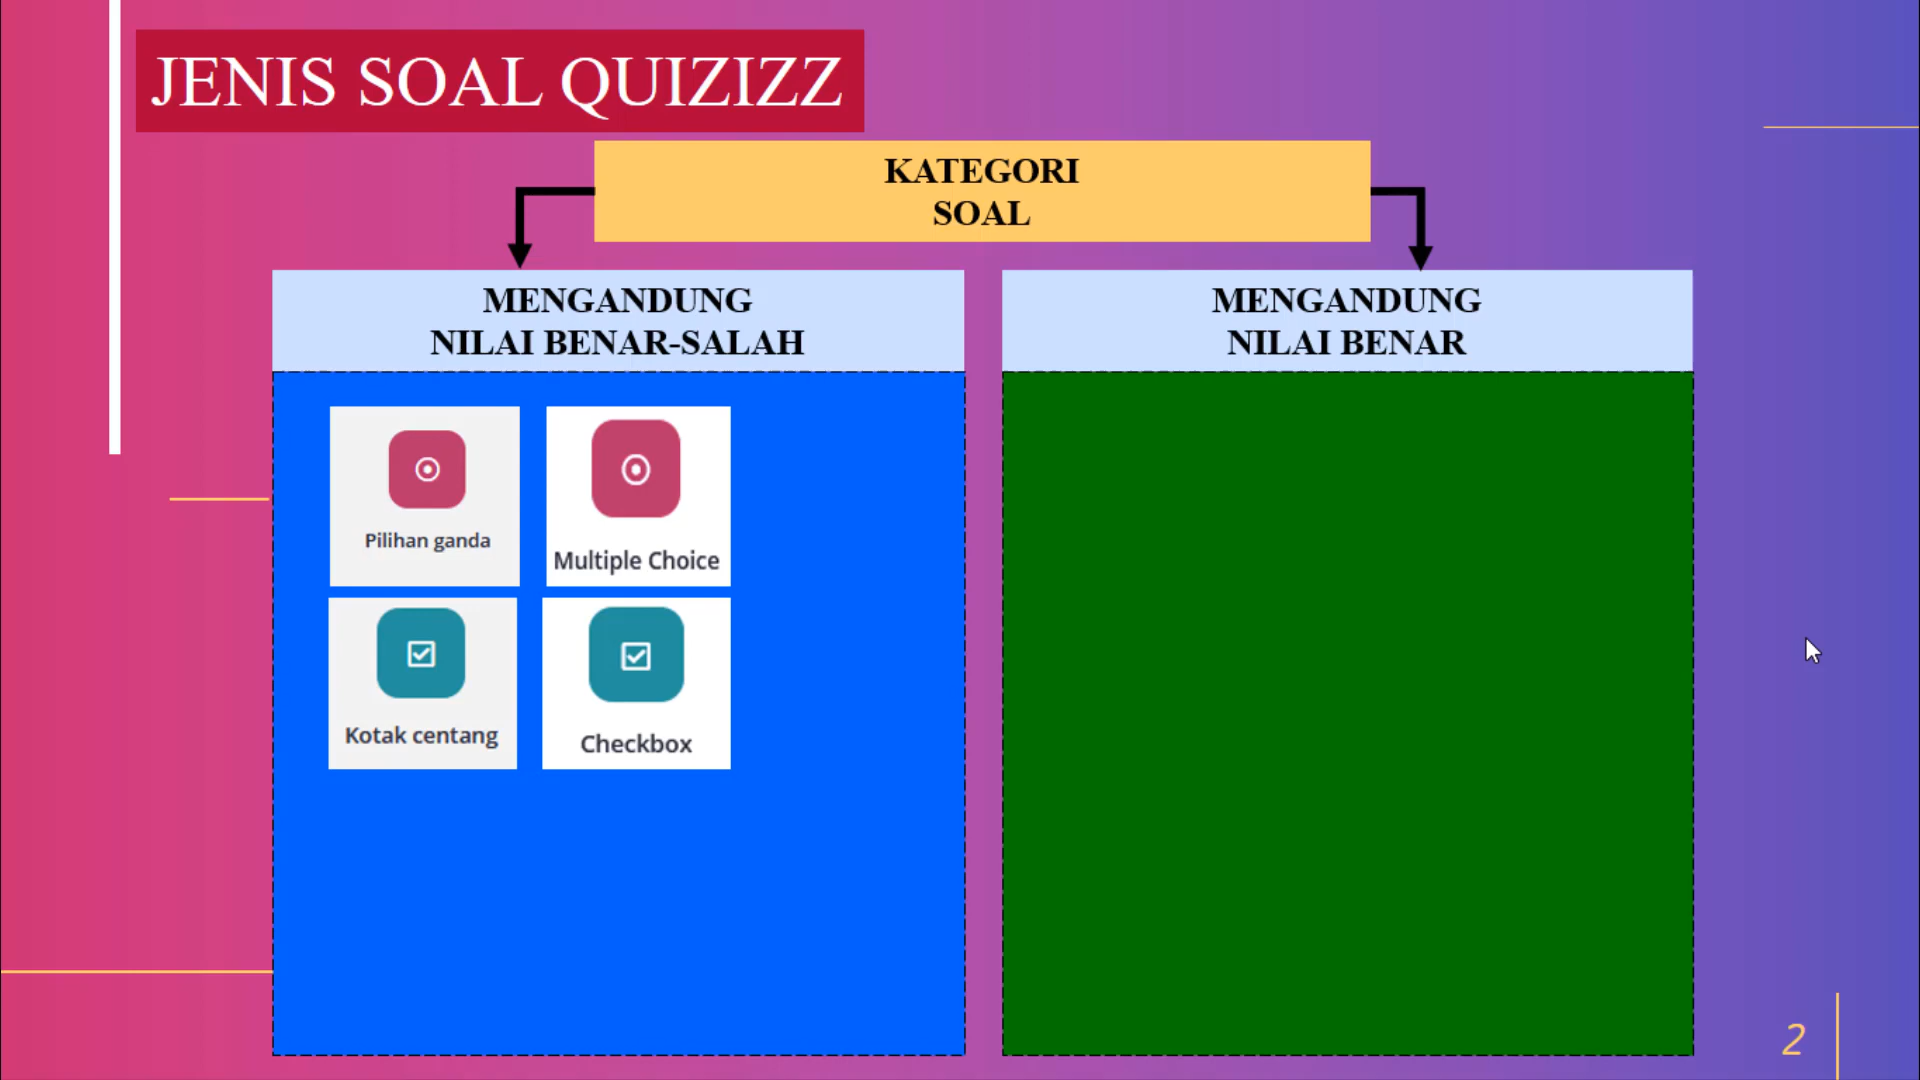 JENIS SOAL QUIZIZZ
KATEGORI
SOAL
MENGANDUNG
NILAI BENAR-SALAH
MENGANDUNG
NILAI BENAR
Pilihan ganda
Multiple Choice
Kotak centang
Checkbox
2